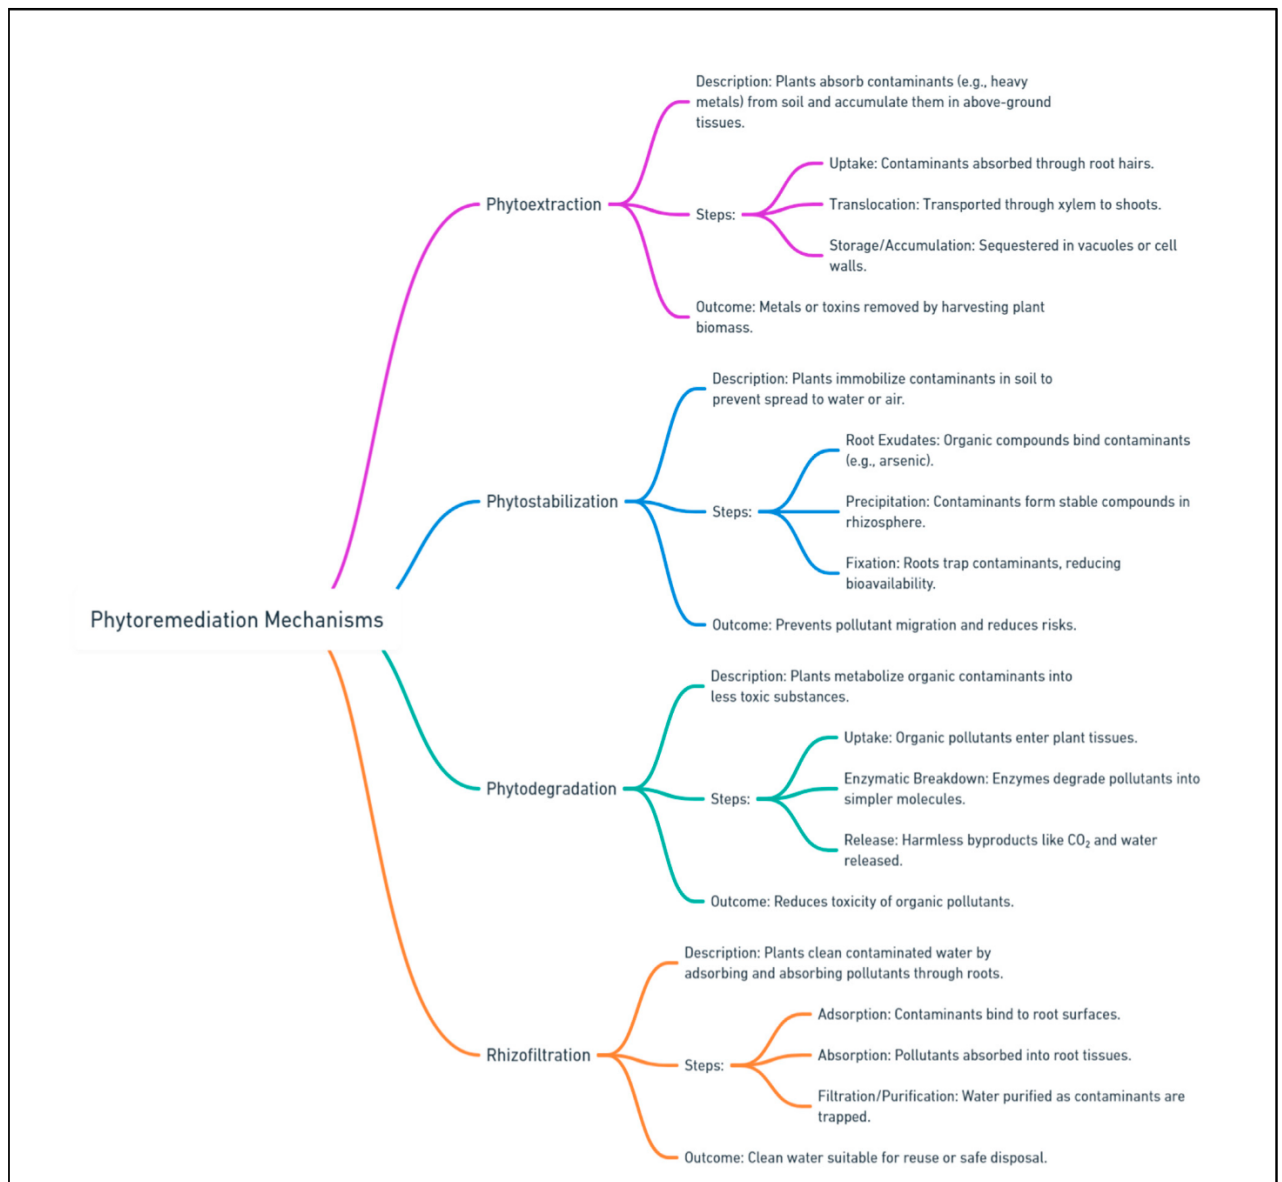 Phytoremediation Mechanisms
Phytoextraction
Description: Plants absorb contaminants (e.g., heavy
metals) from soil and accumulate them in above-ground
tissues.
Steps:
Uptake: Contaminants absorbed through root hairs.
Translocation: Transported through xylem to shoots.
Storage/Accumulation: Sequestered in vacuoles or cell
walls.
Outcome: Metals or toxins removed by harvesting plant
biomass.
Phytostabilization
Description: Plants immobilize contaminants in soil to
prevent spread to water or air.
Steps:
Root Exudates: Organic compounds bind contaminants
(e.g., arsenic).
Precipitation: Contaminants form stable compounds in
rhizosphere.
Fixation: Roots trap contaminants, reducing
bioavailability.
Outcome: Prevents pollutant migration and reduces risks.
Phytodegradation
Description: Plants metabolize organic contaminants into
less toxic substances.
Steps:
Uptake: Organic pollutants enter plant tissues.
Enzymatic Breakdown: Enzymes degrade pollutants into
simpler molecules.
Release: Harmless byproducts like CO₂ and water
released.
Outcome: Reduces toxicity of organic pollutants.
Rhizofiltration
Description: Plants clean contaminated water by
adsorbing and absorbing pollutants through roots.
Steps:
Adsorption: Contaminants bind to root surfaces.
Absorption: Pollutants absorbed into root tissues.
Filtration/Purification: Water purified as contaminants are
trapped.
Outcome: Clean water suitable for reuse or safe disposal.